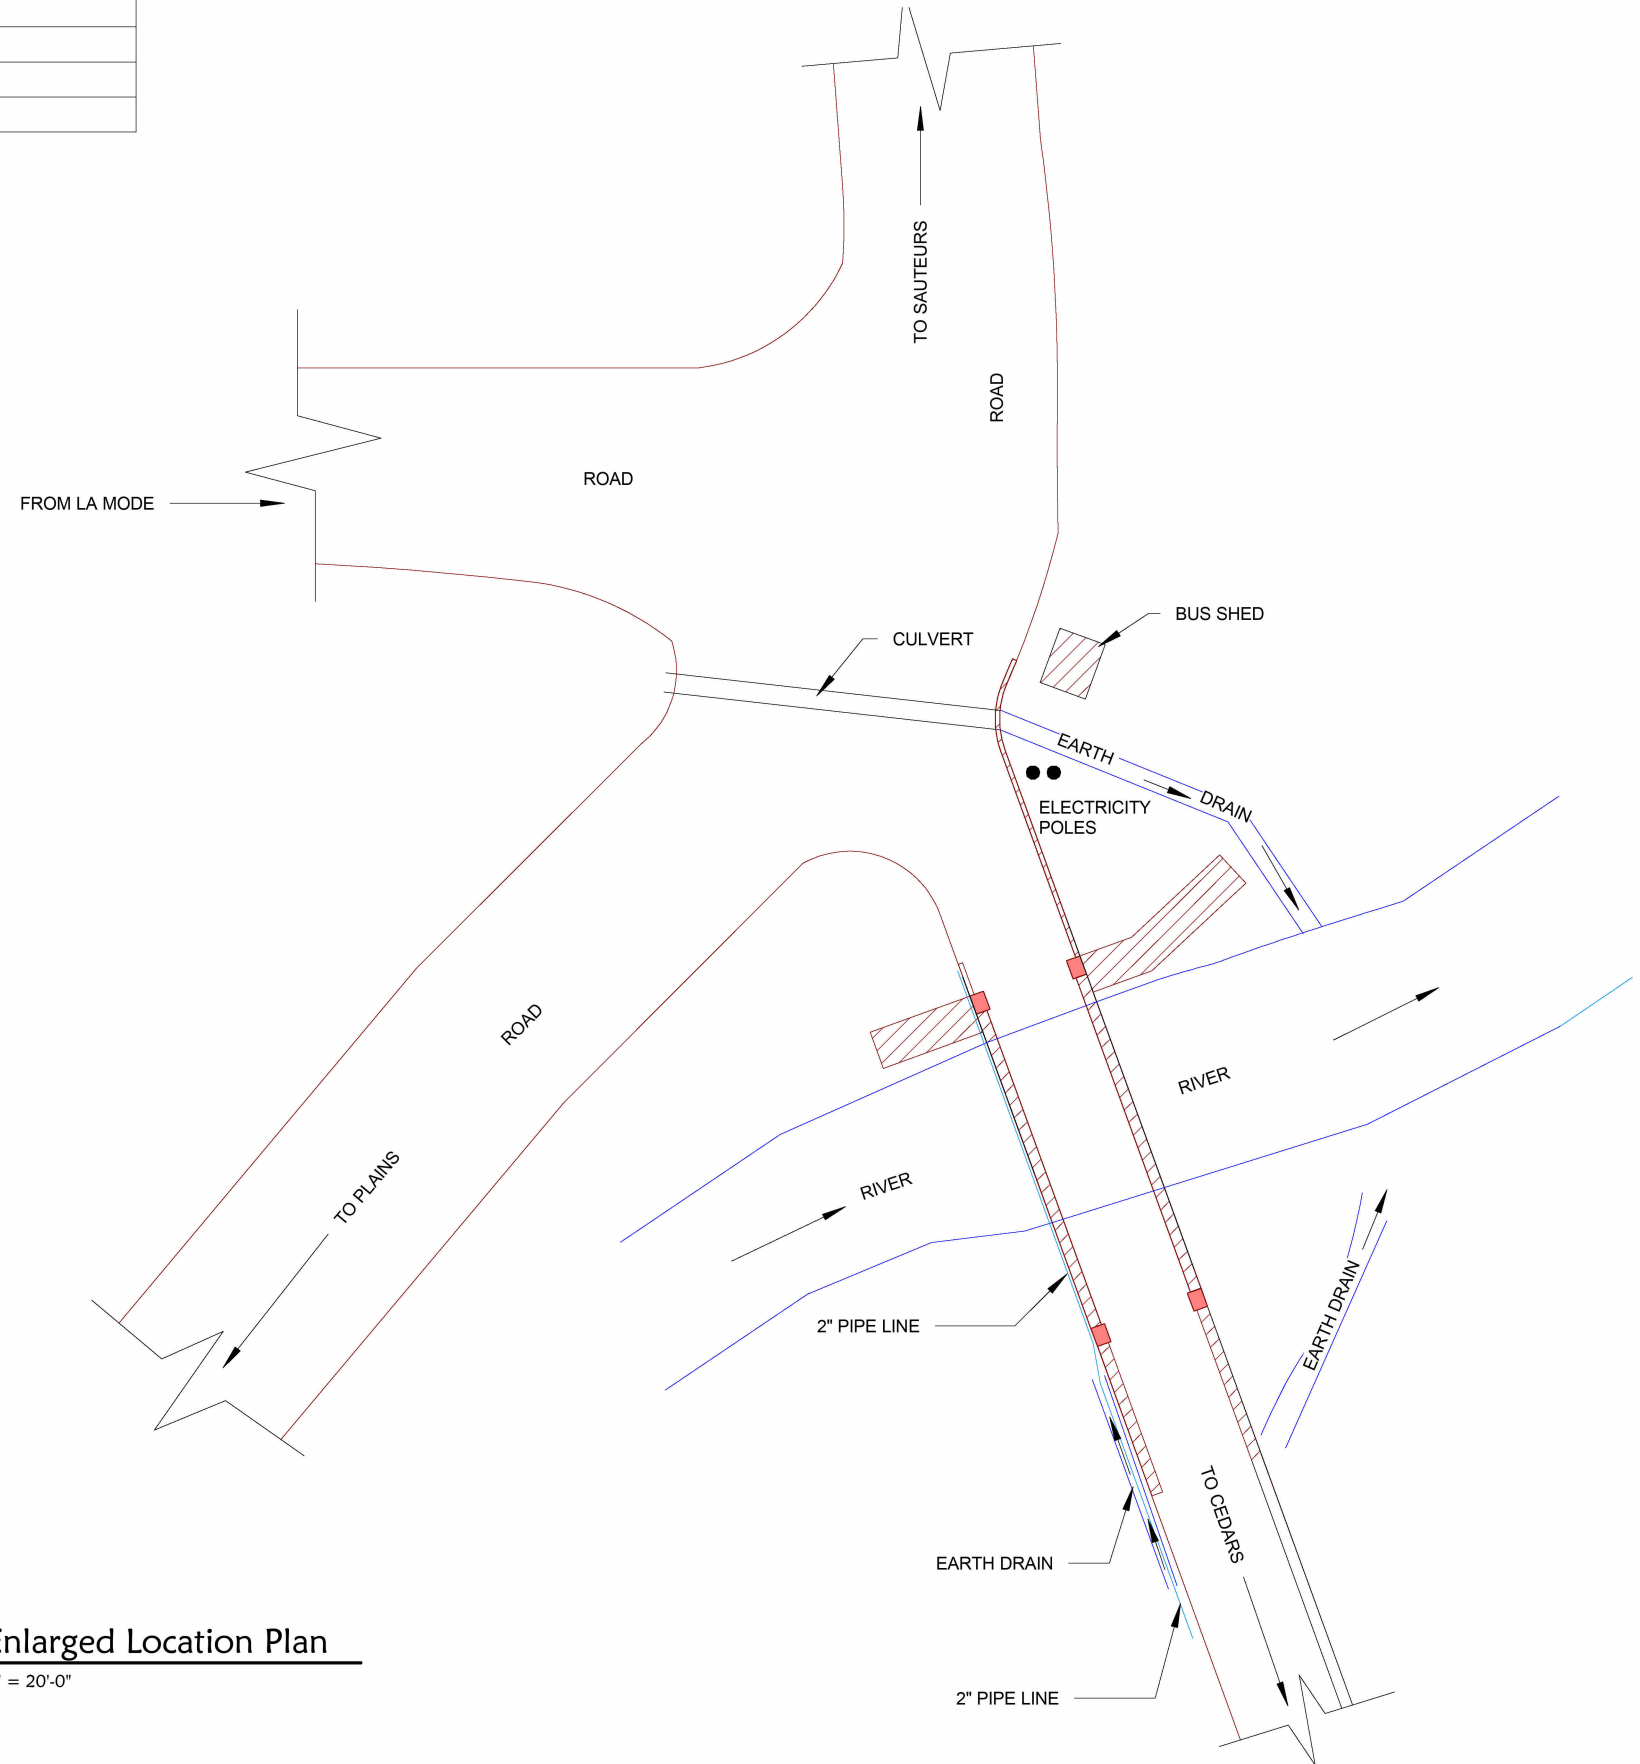 TO SAUTEURS
ROAD
ROAD
FROM LA MODE
BUS SHED
CULVERT
EARTH
DRAIN
ELECTRICITY
POLES
ROAD
RIVER
TO PLAINS
RIVER
2" PIPE LINE
EARTH DRAIN
TO CEDARS
EARTH DRAIN
nlarged Location Plan
" = 20'-0"
2" PIPE LINE